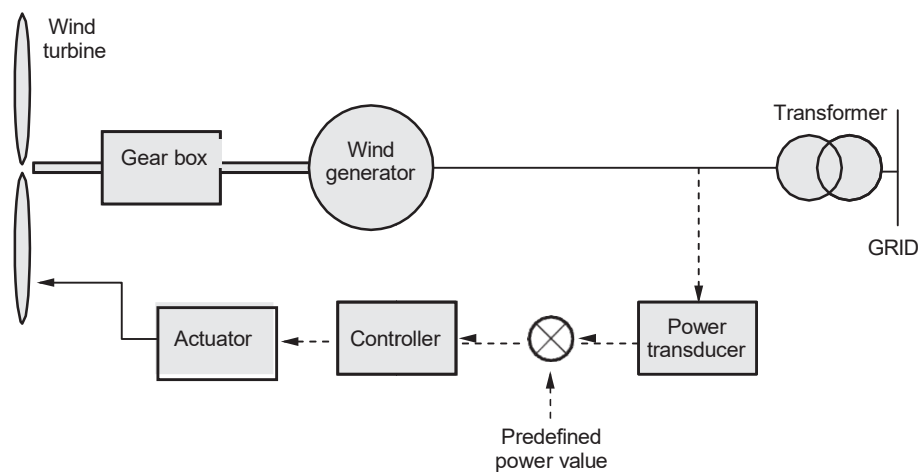 Wind
turbine
Transformer
Gear box
Wind
generator
GRID
Actuator
Controller
Power
transducer
Predefined
power value